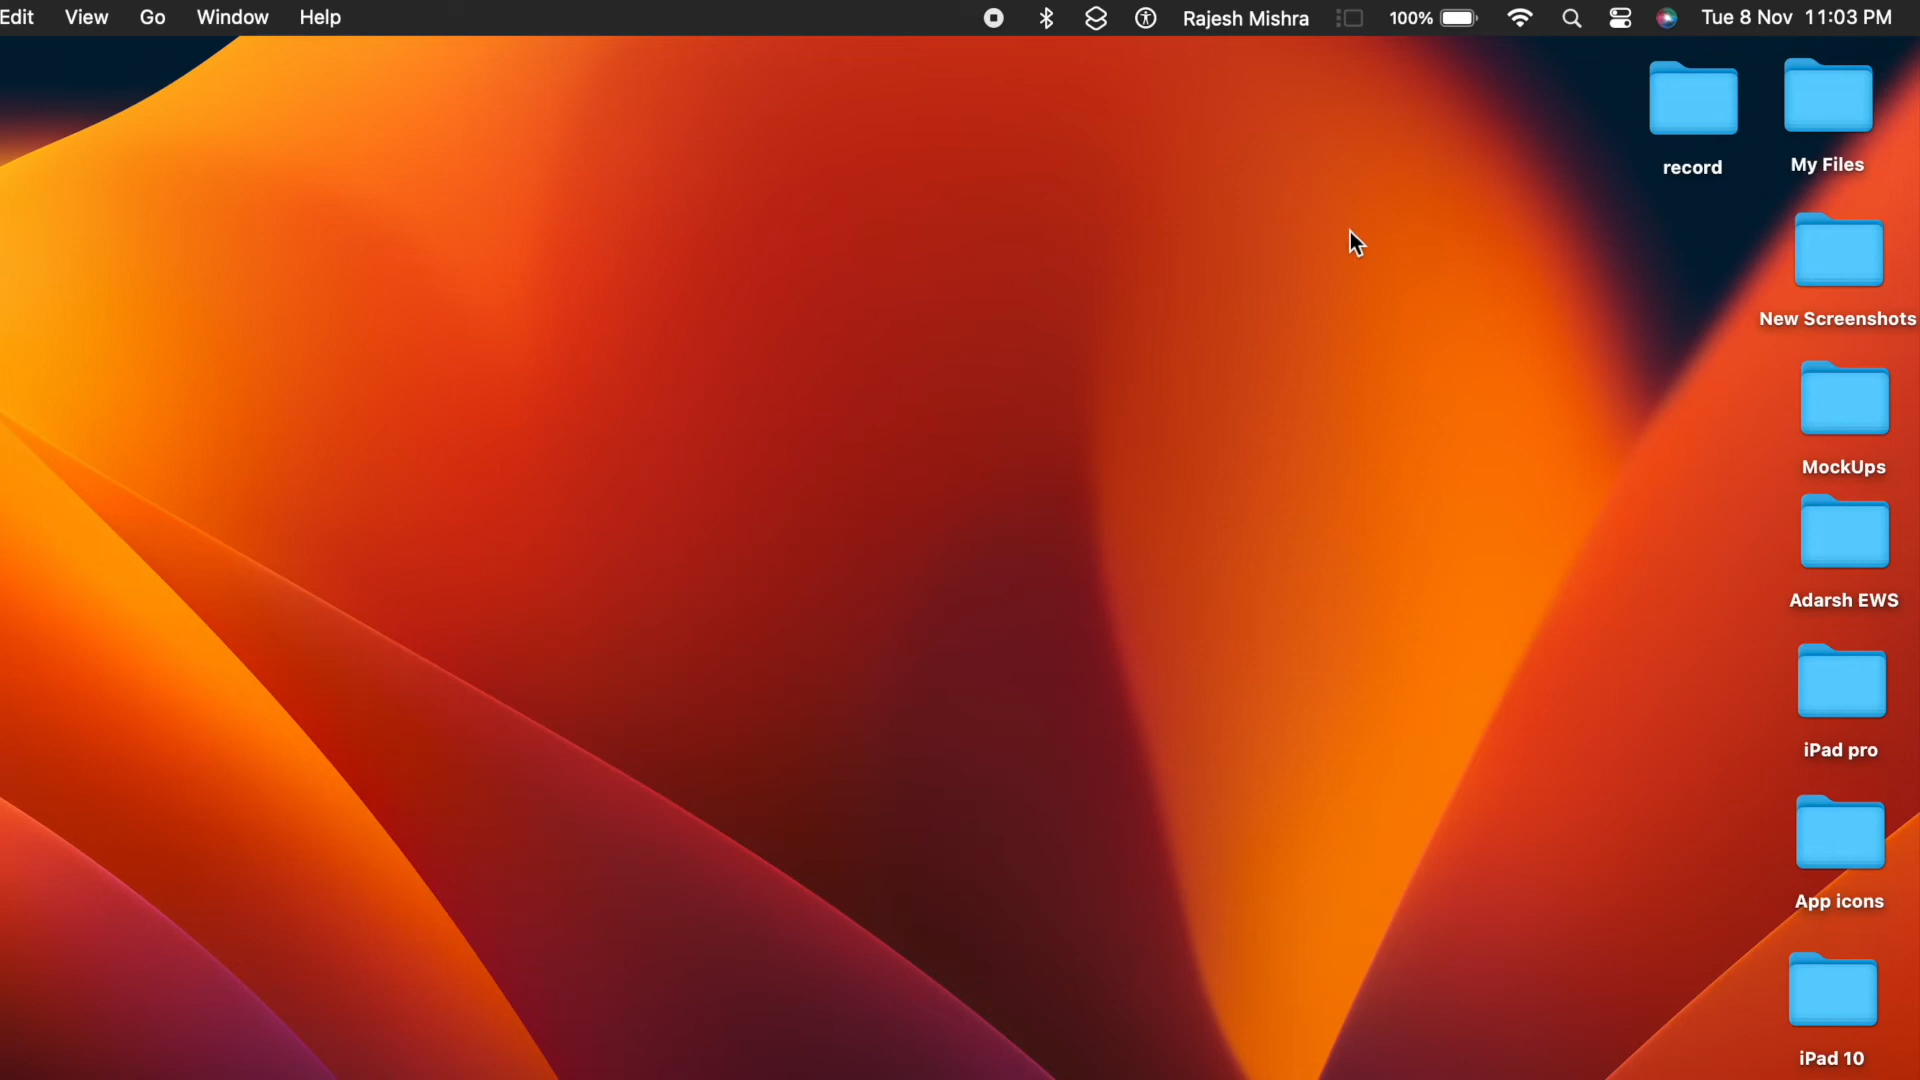 Edit View Go Window Help Rajesh Mishra 100% Tue 8 Nov 11:03 PM
record My Files
New Screenshots
MockUps
Adarsh EWS
iPad pro
App icons
iPad 10